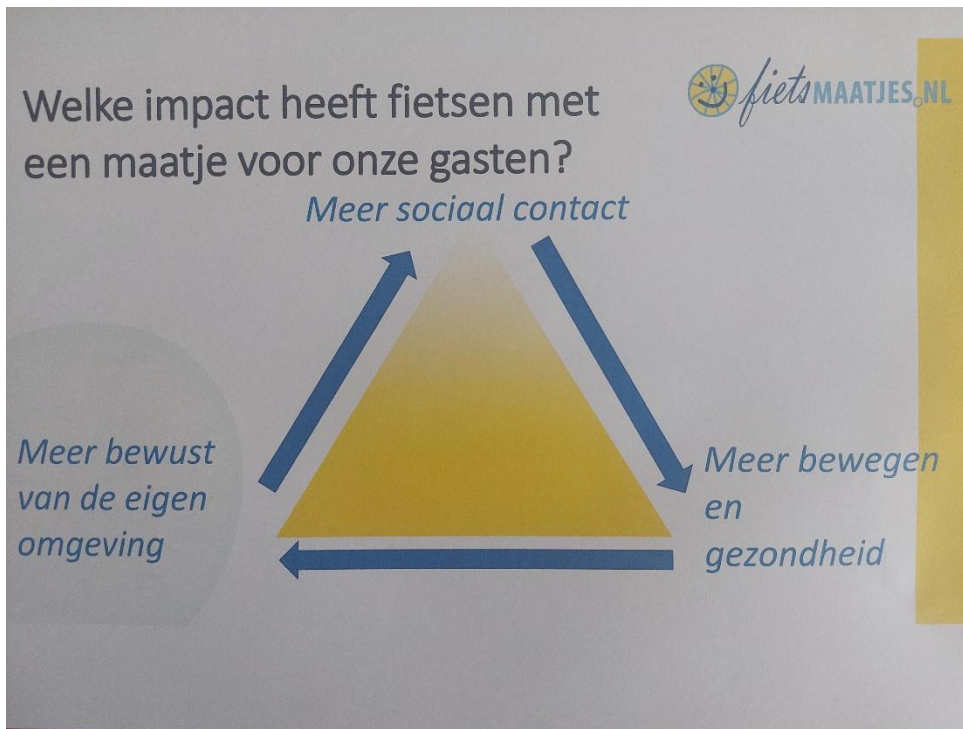 Welke impact heeft fietsen met
een maatje voor onze gasten?
fietsMAATJES.NL
Meer sociaal contact
Meer bewust
van de eigen
omgeving
Meer bewegen
en
gezondheid